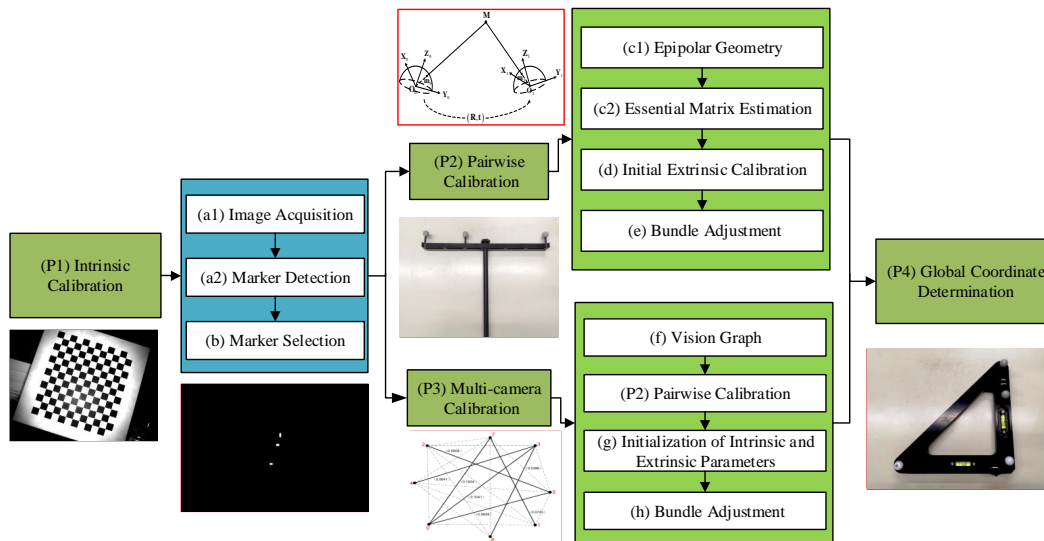 M
(R,t)
(P1) Intrinsic
Calibration
(a1) Image Acquisition
(a2) Marker Detection
(b) Marker Selection
(P2) Pairwise
Calibration
(P3) Multi-camera
Calibration
(c1) Epipolar Geometry
(c2) Essential Matrix Estimation
(d) Initial Extrinsic Calibration
(e) Bundle Adjustment
(f) Vision Graph
(P2) Pairwise Calibration
(g) Initialization of Intrinsic and
Extrinsic Parameters
(h) Bundle Adjustment
(P4) Global Coordinate
Determination